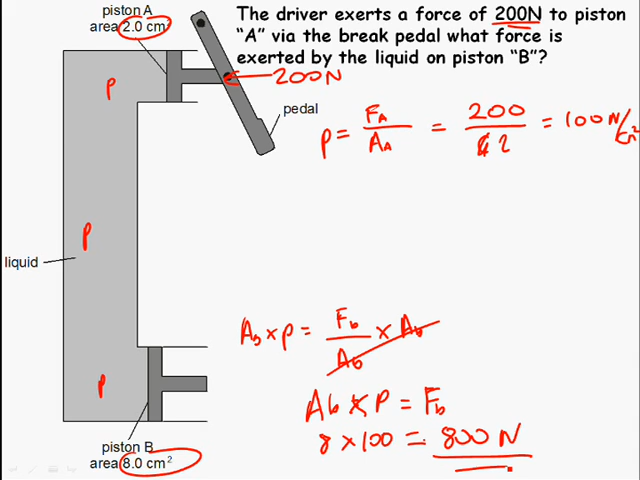 piston A
area 2.0 cm²
The driver exerts a force of 200N to piston
“A” via the break pedal what force is
exerted by the liquid on piston “B”?
200N
pedal
P
P = FA / AA = 200 / 2 = 100 N/cm²
P
liquid
Ab × P = Fb / Ab × Ab
P
Ab × P = Fb
8 × 100 = 800 N
piston B
area 8.0 cm²